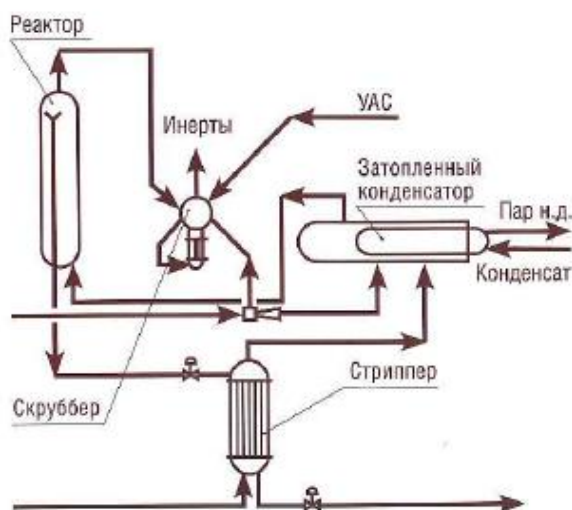 Реактор
УАС
Инерты
Затопленный
конденсатор
Пар н.д.
Конденсат
Стриппер
Скруббер